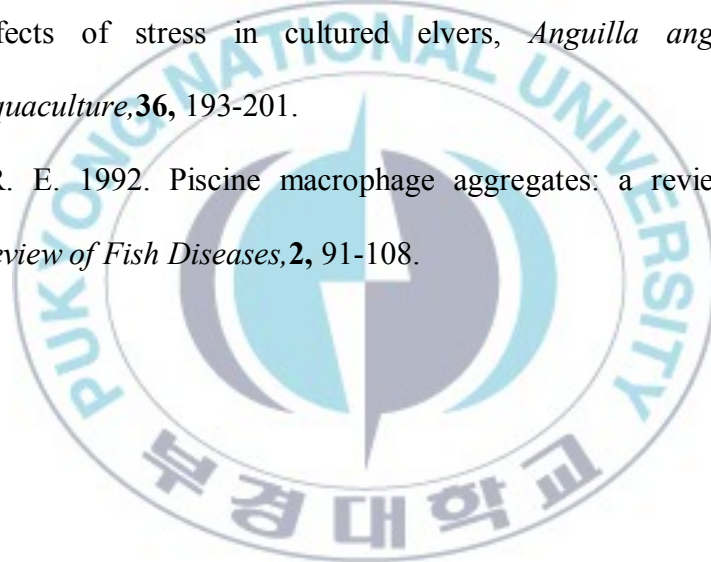 fects of stress in cultured elvers, Anguilla ang
quaculture,36, 193-201.
R. E. 1992. Piscine macrophage aggregates: a revie
eview of Fish Diseases,2, 91-108.
PUKYONG NATIONAL UNIVERSITY
부경대학교